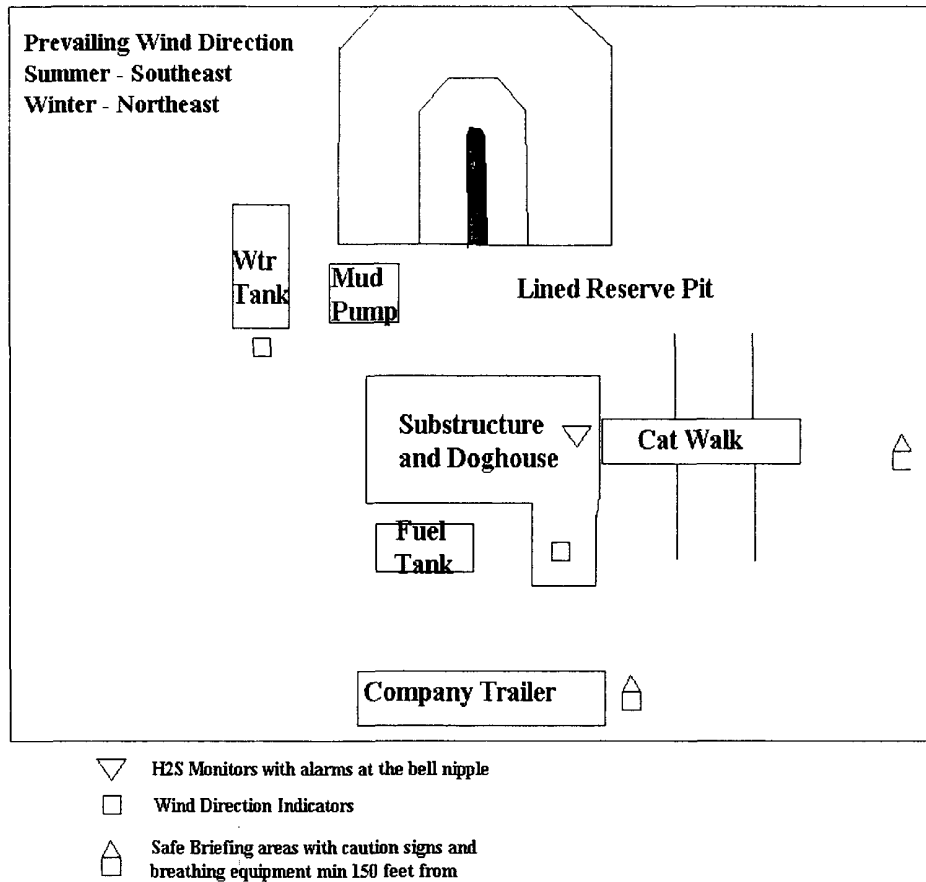 Prevailing Wind Direction
Summer - Southeast
Winter - Northeast
Wtr
Tank
Mud
Pump
Lined Reserve Pit
Substructure
and Doghouse
Cat Walk
Fuel
Tank
Company Trailer
H2S Monitors with alarms at the bell nipple
Wind Direction Indicators
Safe Briefing areas with caution signs and
breathing equipment min 150 feet from